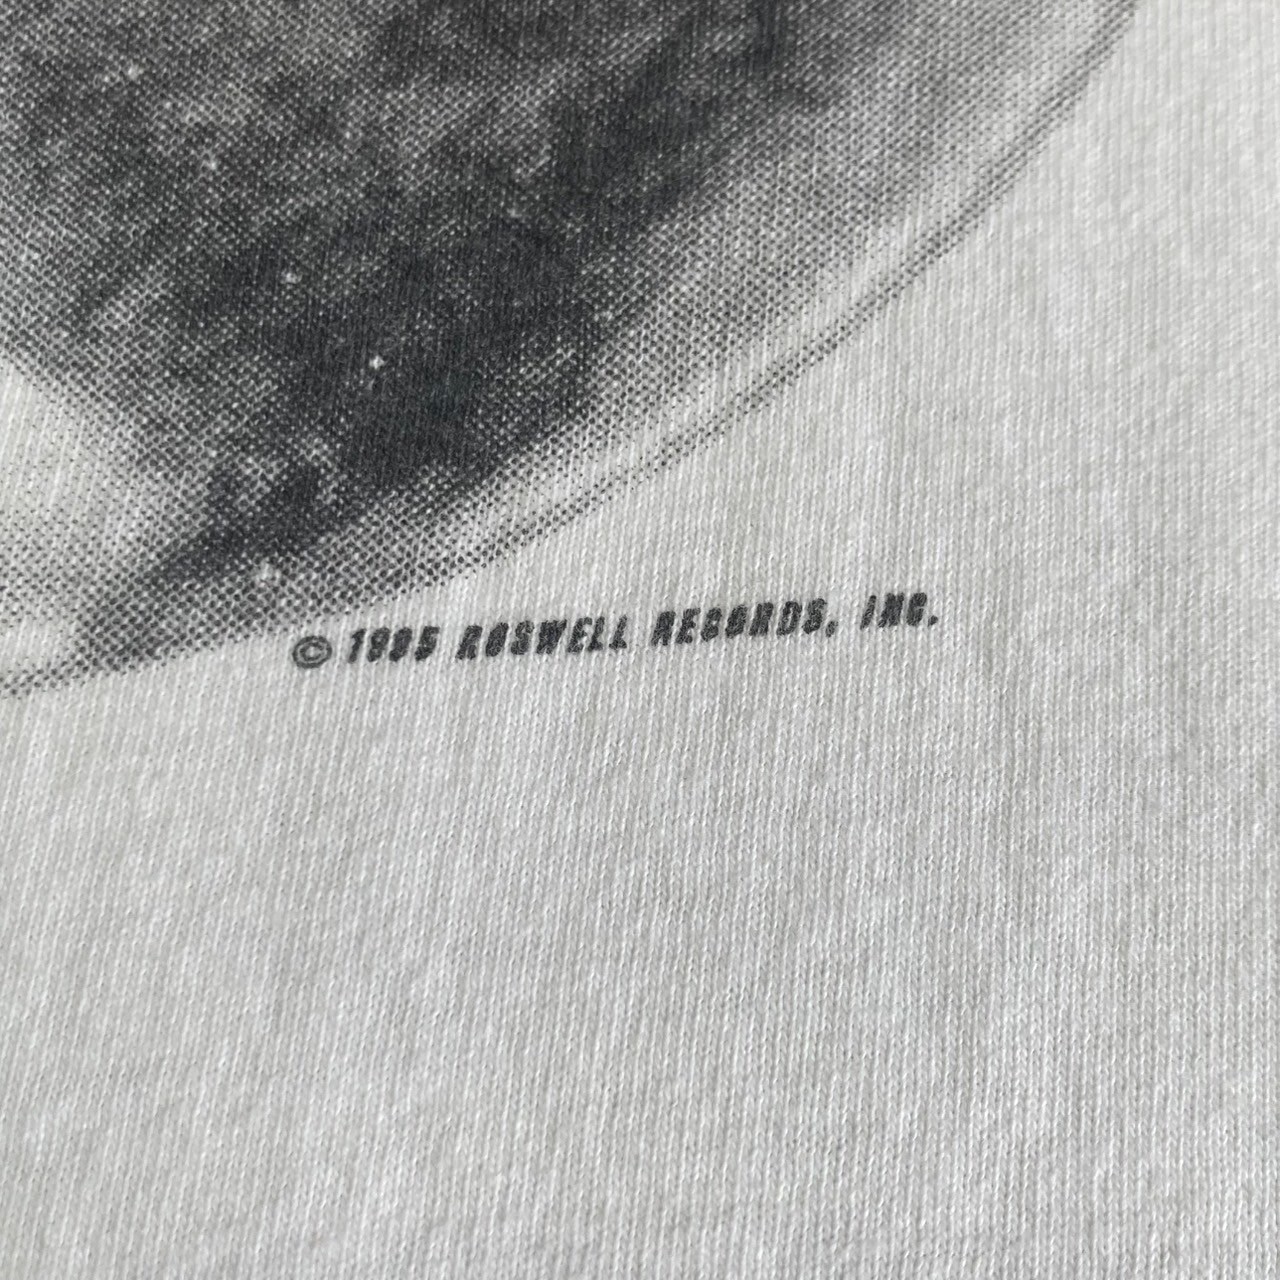 © 1995 ROSWELL RECORDS, INC.